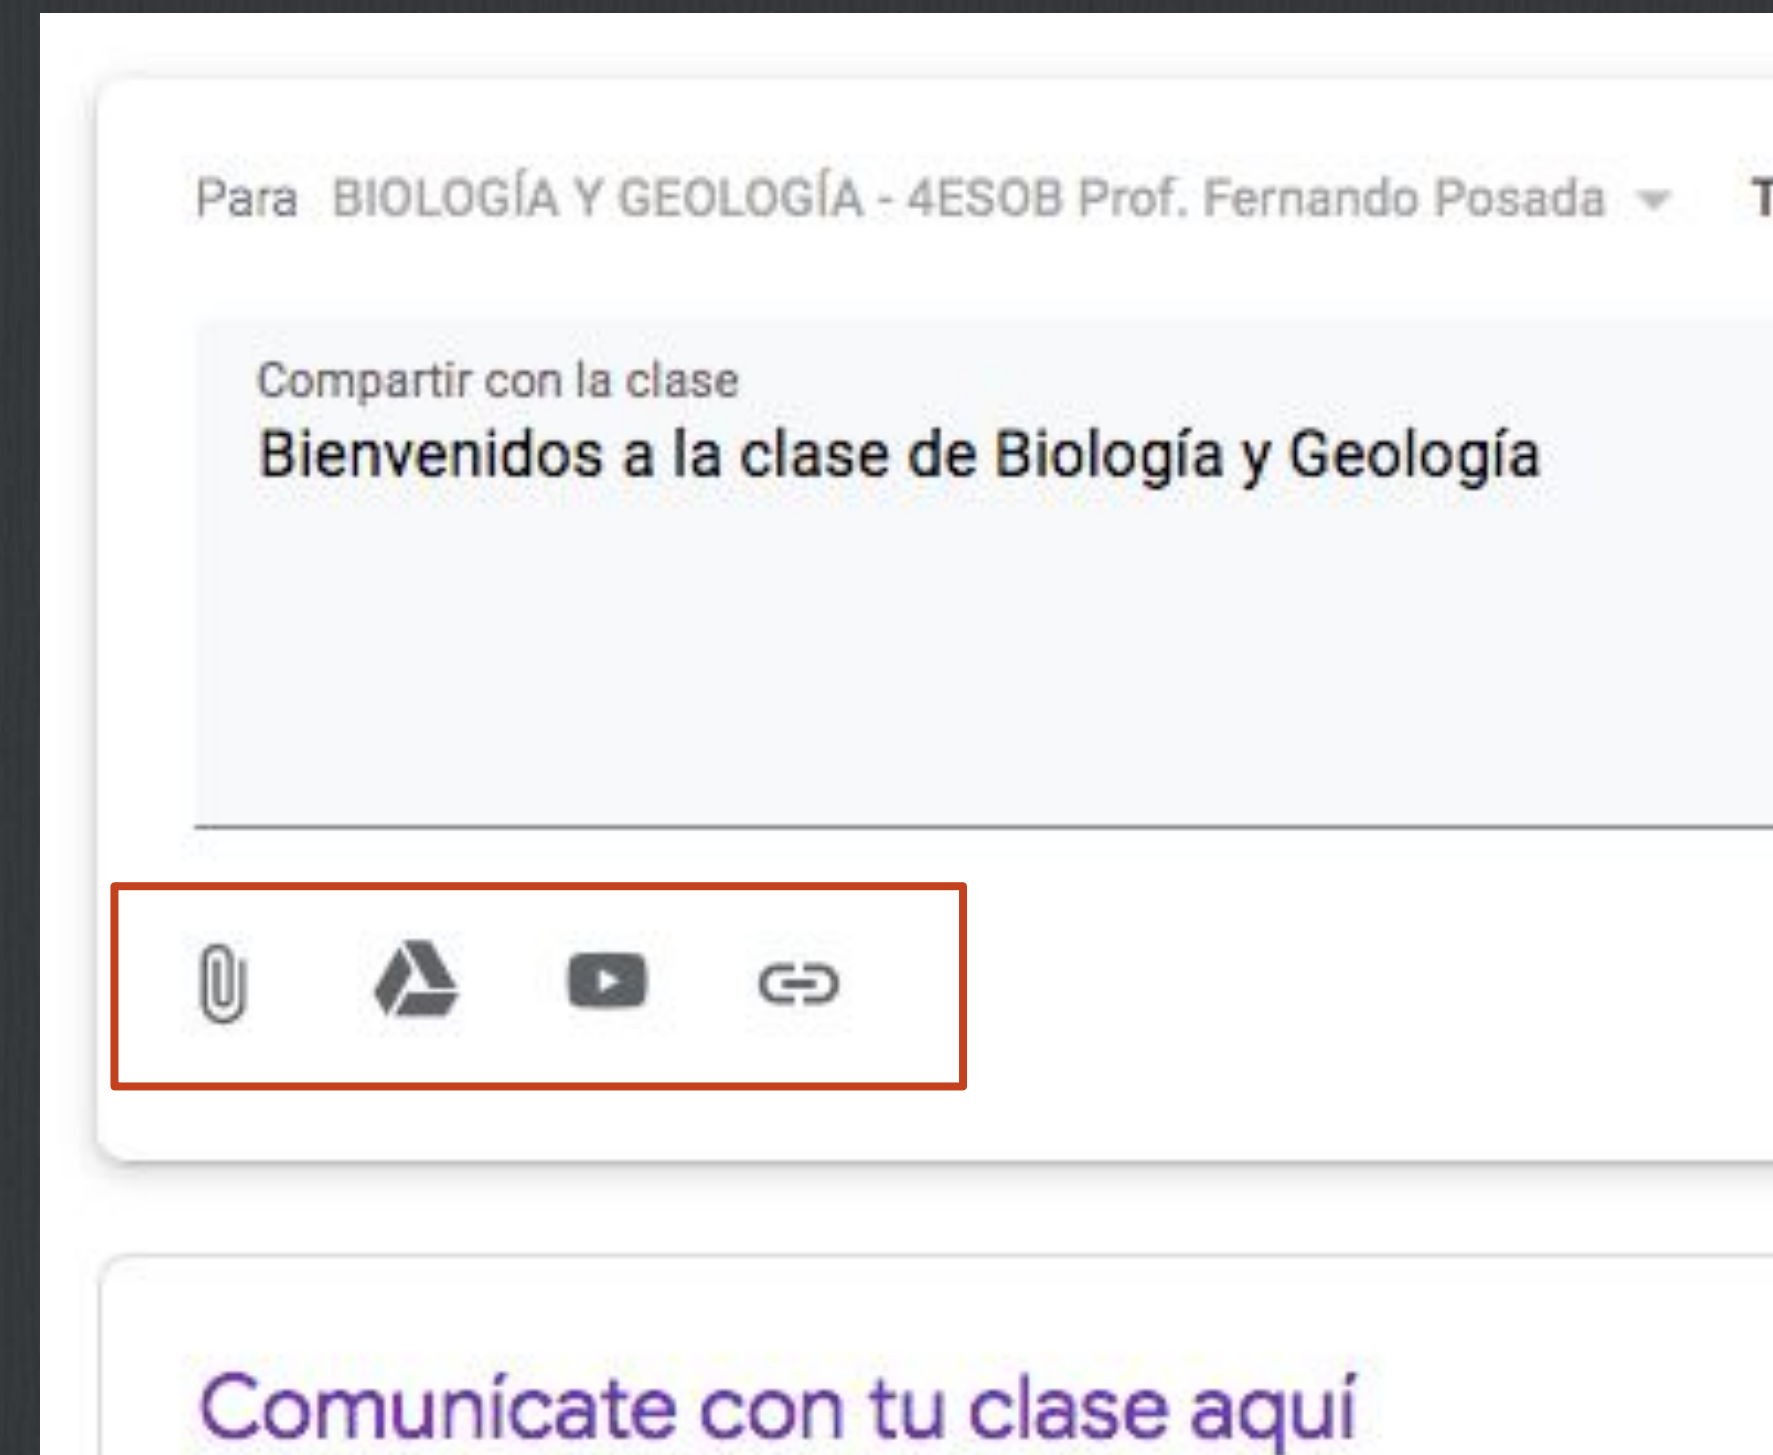 Para BIOLOGÍA Y GEOLOGÍA - 4ESOB Prof. Fernando Posada T
Compartir con la clase
Bienvenidos a la clase de Biología y Geología
Comunícate con tu clase aquí